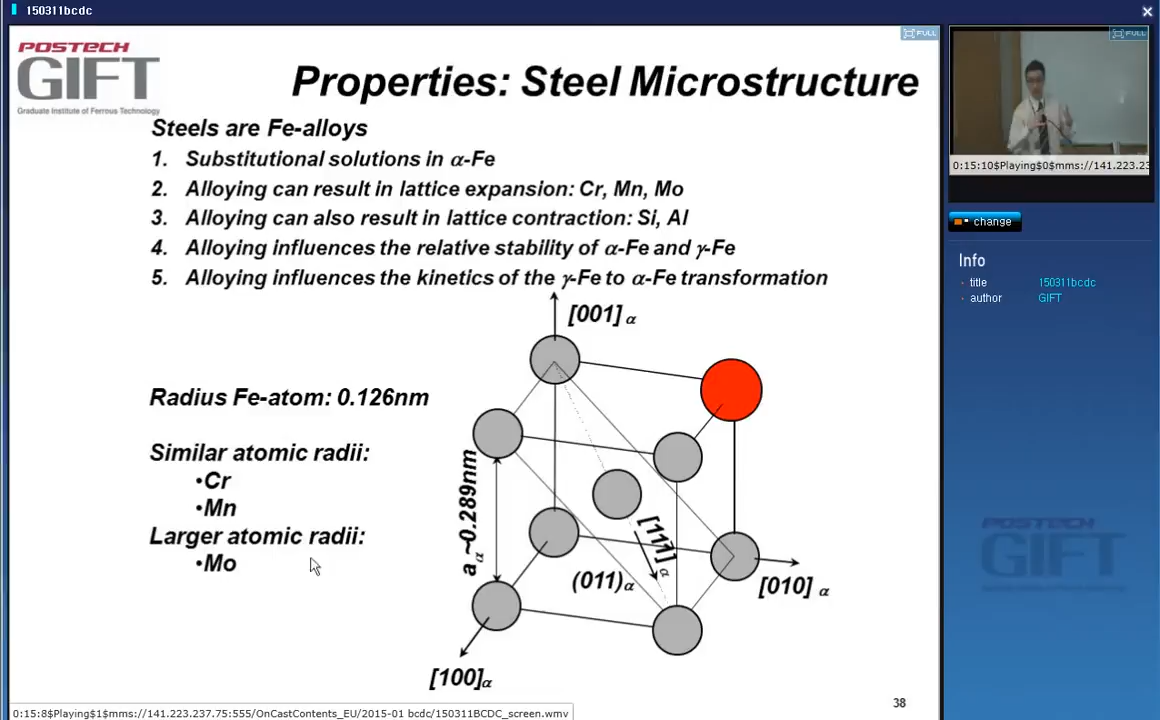 150311bcdc
FULL
FULL
POSTECH
GIFT
Graduate Institute of Ferrous Technology
Properties: Steel Microstructure
Steels are Fe-alloys
1. Substitutional solutions in α-Fe
2. Alloying can result in lattice expansion: Cr, Mn, Mo
3. Alloying can also result in lattice contraction: Si, Al
4. Alloying influences the relative stability of α-Fe and γ-Fe
5. Alloying influences the kinetics of the γ-Fe to α-Fe transformation
[001] α
Radius Fe-atom: 0.126nm
Similar atomic radii:
•Cr
•Mn
Larger atomic radii:
•Mo
aα~0.289nm
[111]α
(011)α
[010] α
[100]α
38
0:15:8$Playing$1$mms://141.223.237.75:555/OnCastContents_EU/2015-01 bcdc/150311BCDC_screen.wmv
0:15:10$Playing$0$mms://141.223.23
change
Info
title 150311bcdc
author GIFT
POSTECH
GIFT